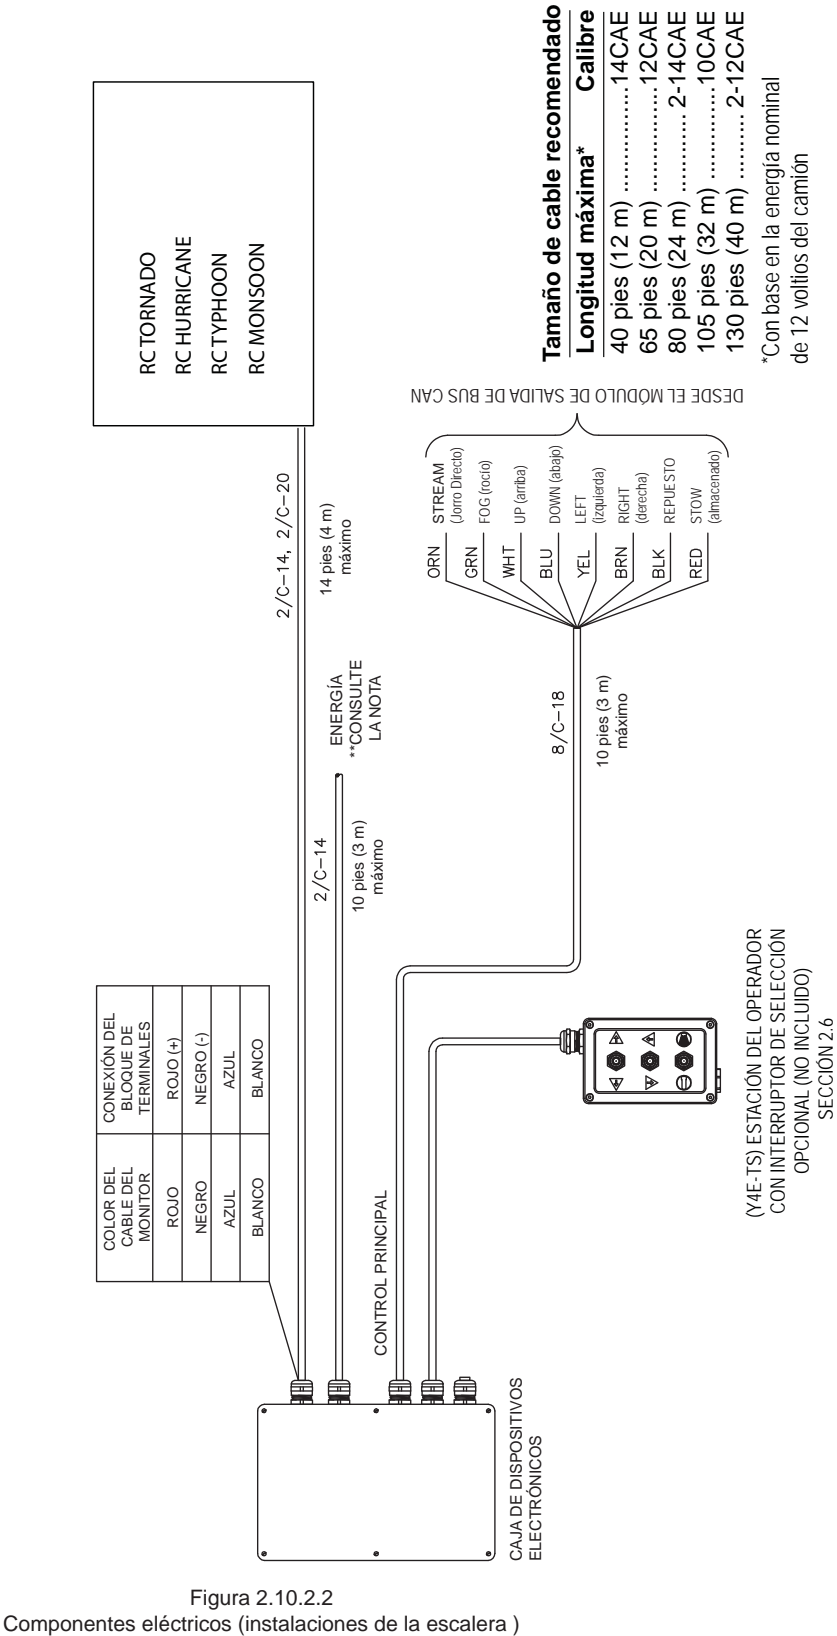 RC TORNADO
RC HURRICANE
RC TYPHOON
RC MONSOON
2/C-14, 2/C-20
14 pies (4 m)
máximo
ENERGÍA
**CONSULTE
LA NOTA
2/C-14
10 pies (3 m)
máximo
COLOR DEL
CABLE DEL
MONITOR
CONEXIÓN DEL
BLOQUE DE
TERMINALES
ROJO
ROJO (+)
NEGRO
NEGRO (-)
AZUL
AZUL
BLANCO
BLANCO
CONTROL PRINCIPAL
CAJA DE DISPOSITIVOS
ELECTRÓNICOS
8/C-18
10 pies (3 m)
máximo
ORN STREAM
(Jorro Directo)
GRN FOG (rocío)
WHT UP (arriba)
BLU DOWN (abajo)
YEL LEFT
(izquierda)
BRN RIGHT
(derecha)
BLK REPUESTO
RED STOW
(almacenado)
DESDE EL MÓDULO DE SALIDA DE BUS CAN
(Y4E-TS) ESTACIÓN DEL OPERADOR
CON INTERRUPTOR DE SELECCIÓN
OPCIONAL (NO INCLUIDO)
SECCIÓN 2.6
Tamaño de cable recomendado
Longitud máxima* Calibre
40 pies (12 m) ................14CAE
65 pies (20 m) ................12CAE
80 pies (24 m) ............ 2-14CAE
105 pies (32 m) ..............10CAE
130 pies (40 m) .......... 2-12CAE
*Con base en la energía nominal
de 12 voltios del camión
Figura 2.10.2.2
Componentes eléctricos (instalaciones de la escalera )